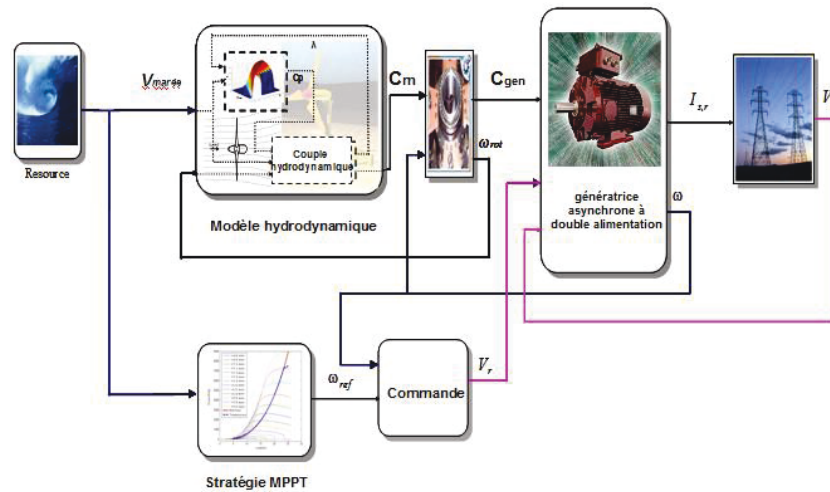 Resource
Vmarée
λ
Cp
Couple
hydrodynamique
Modèle hydrodynamique
Cm
Cgen
ωrot
génératrice
asynchrone à
double alimentation
Is,r
V
ω
Stratégie MPPT
ωref
Commande
Vr